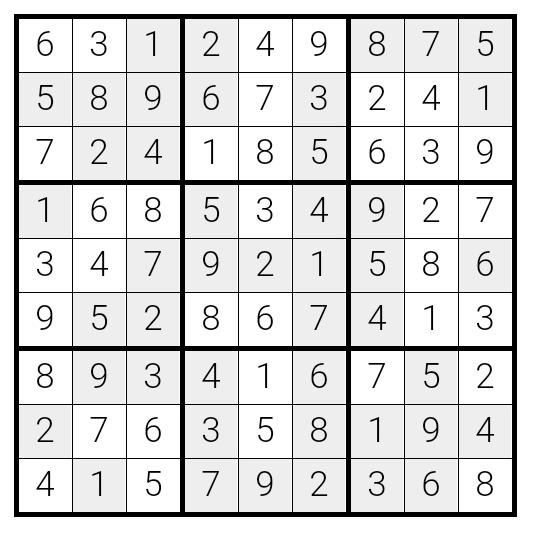 6 3 1 2 4 9 8 7 5
5 8 9 6 7 3 2 4 1
7 2 4 1 8 5 6 3 9
1 6 8 5 3 4 9 2 7
3 4 7 9 2 1 5 8 6
9 5 2 8 6 7 4 1 3
8 9 3 4 1 6 7 5 2
2 7 6 3 5 8 1 9 4
4 1 5 7 9 2 3 6 8